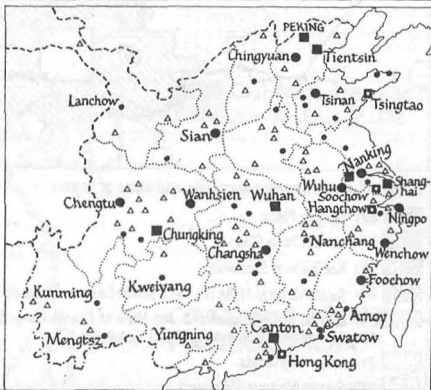 PEKING
Chingyuan
Tientsin
Lanchow
Tsinan
Tsingtao
Sian
Nanking
Chengtu
Wanhsien
Wuhan
Wuhu
Shang-
hai
Soochow
Hangchow
Ningpo
Chungking
Changsha
Nanchang
Wenchow
Kunming
Kweiyang
Foochow
Mengtsz
Yungning
Canton
Amoy
Swatow
Hong Kong